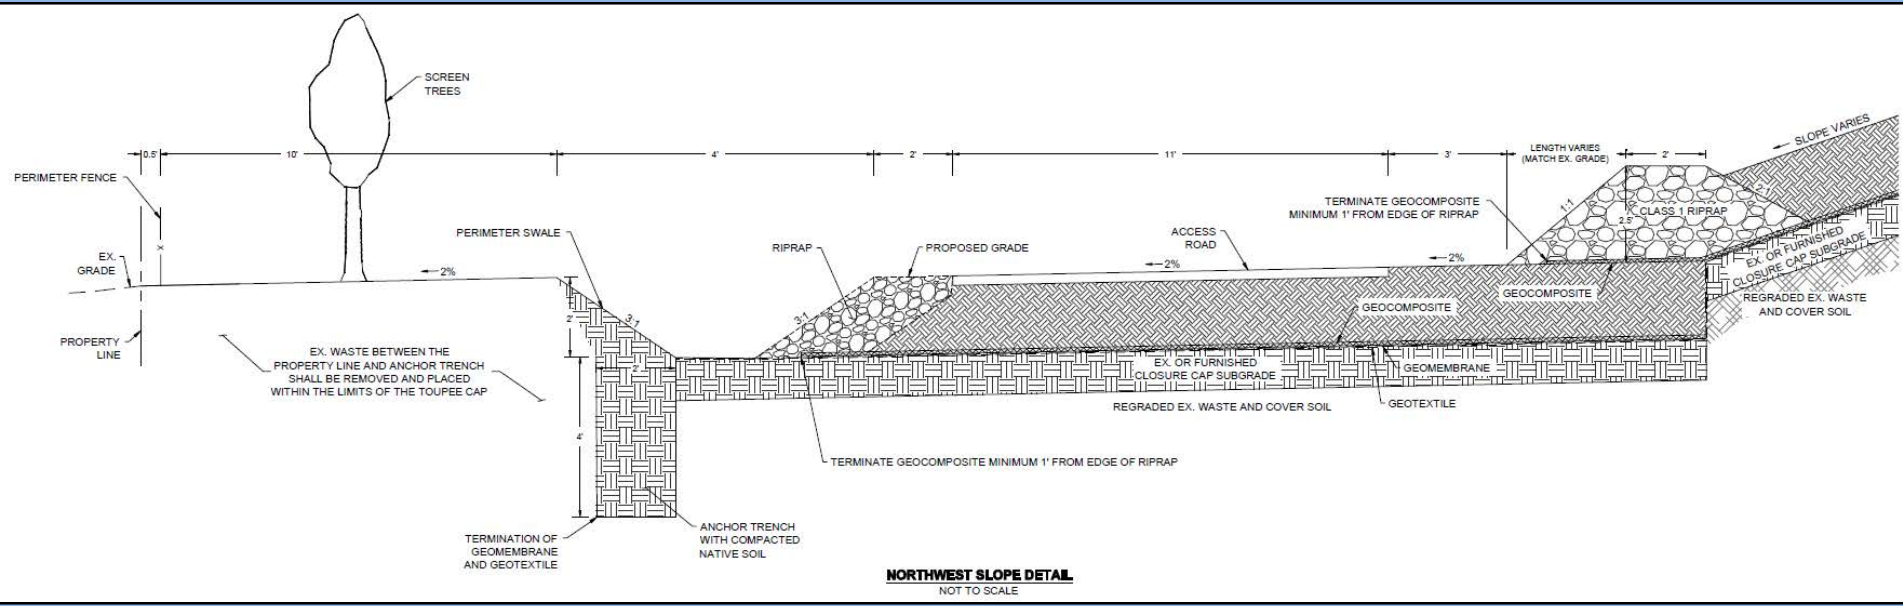 SCREEN
TREES
0.5'
10'
4'
2'
11'
3'
LENGTH VARIES
(MATCH EX. GRADE)
2'
SLOPE VARIES
PERIMETER FENCE
X
EX.
GRADE
PROPERTY
LINE
2%
PERIMETER SWALE
3:1
2'
2'
4'
EX. WASTE BETWEEN THE
PROPERTY LINE AND ANCHOR TRENCH
SHALL BE REMOVED AND PLACED
WITHIN THE LIMITS OF THE TOUPEE CAP
RIPRAP
3:1
PROPOSED GRADE
2%
ACCESS
ROAD
2%
TERMINATE GEOCOMPOSITE
MINIMUM 1' FROM EDGE OF RIPRAP
1:1
2.5'
CLASS 1 RIPRAP
2:1
GEOCOMPOSITE
GEOCOMPOSITE
EX. OR FURNISHED
CLOSURE CAP SUBGRADE
REGRADED EX. WASTE
AND COVER SOIL
EX. OR FURNISHED
CLOSURE CAP SUBGRADE
GEOMEMBRANE
GEOTEXTILE
REGRADED EX. WASTE AND COVER SOIL
TERMINATE GEOCOMPOSITE MINIMUM 1' FROM EDGE OF RIPRAP
TERMINATION OF
GEOMEMBRANE
AND GEOTEXTILE
ANCHOR TRENCH
WITH COMPACTED
NATIVE SOIL
NORTHWEST SLOPE DETAIL
NOT TO SCALE